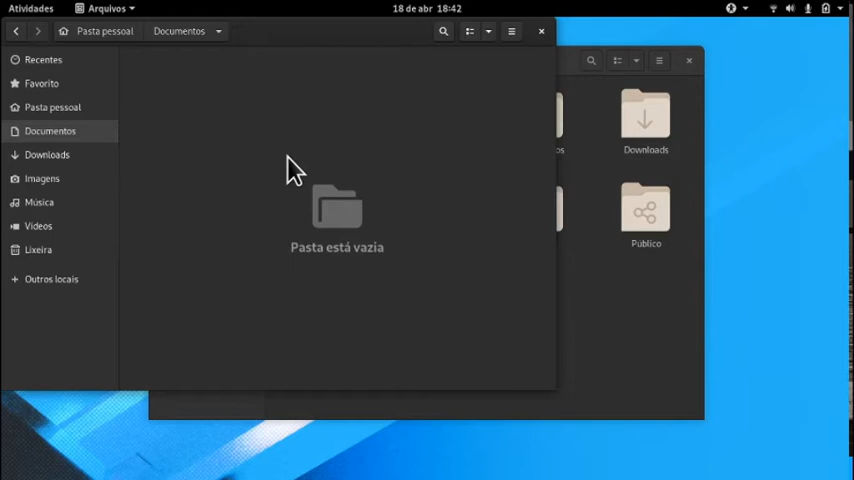 Atividades
Arquivos
18 de abr 18:42
Pasta pessoal
Documentos
Recentes
Favorito
Pasta pessoal
Documentos
Downloads
Imagens
Música
Vídeos
Lixeira
Outros locais
Pasta está vazia
os
Downloads
Público